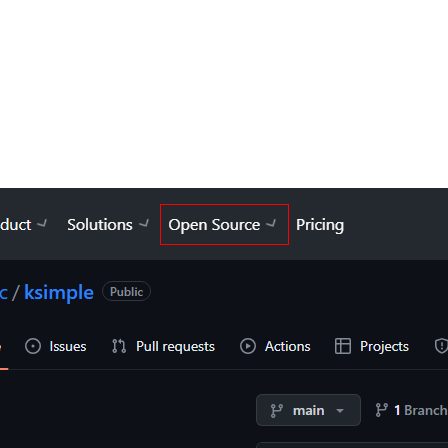 duct Solutions Open Source Pricing
c / ksimple Public
Issues Pull requests Actions Projects
main 1 Branch